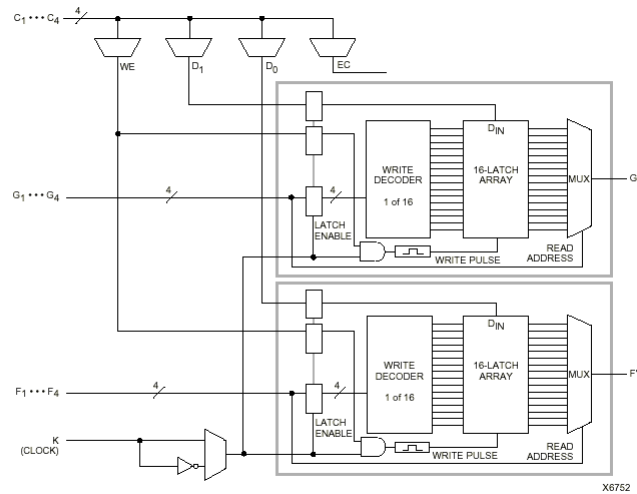 C1 • • • C4
4
WE
D1
D0
EC
DIN
WRITE
DECODER
1 of 16
16-LATCH
ARRAY
MUX
G'
G1 • • • G4
4
4
LATCH
ENABLE
WRITE PULSE
READ
ADDRESS
DIN
WRITE
DECODER
1 of 16
16-LATCH
ARRAY
MUX
F'
F1 • • • F4
4
4
LATCH
ENABLE
K
(CLOCK)
WRITE PULSE
READ
ADDRESS
X6752